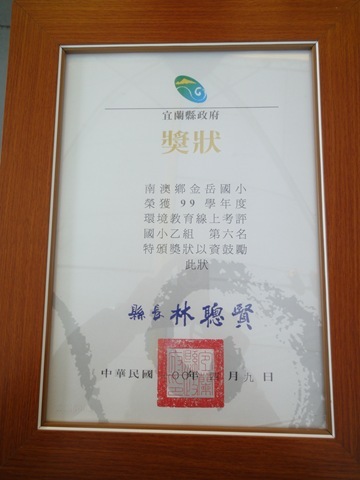 宜蘭縣政府
獎狀
南澳鄉金岳國小
榮獲99學年度
環境教育線上考評
國小乙組 第六名
特頒獎狀以資鼓勵
此狀
縣長 林聰賢
中華民國一００年四月九日